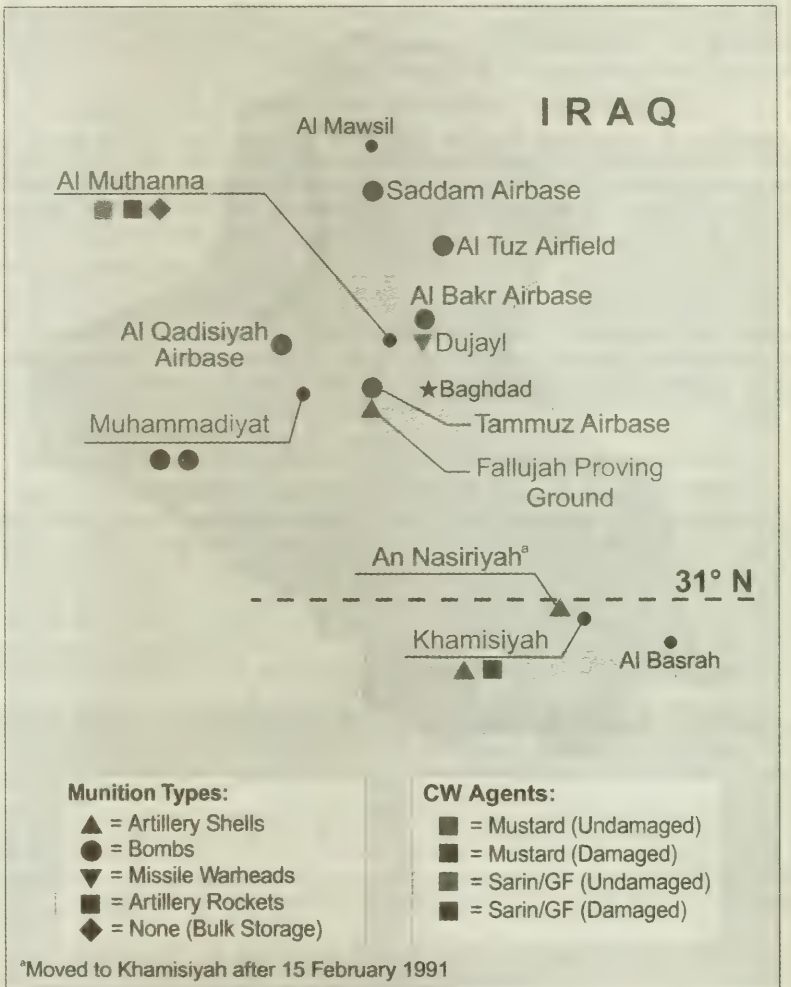 IRAQ
Al Mawsil
Al Muthanna
Saddam Airbase
Al Tuz Airfield
Al Bakr Airbase
Al Qadisiyah
Airbase
Dujayl
Baghdad
Muhammadiyat
Tammuz Airbase
Fallujah Proving
Ground
An Nasiriyahª
31° N
Khamisiyah
Al Basrah
Munition Types:
= Artillery Shells
= Bombs
= Missile Warheads
= Artillery Rockets
= None (Bulk Storage)
CW Agents:
= Mustard (Undamaged)
= Mustard (Damaged)
= Sarin/GF (Undamaged)
= Sarin/GF (Damaged)
ªMoved to Khamisiyah after 15 February 1991